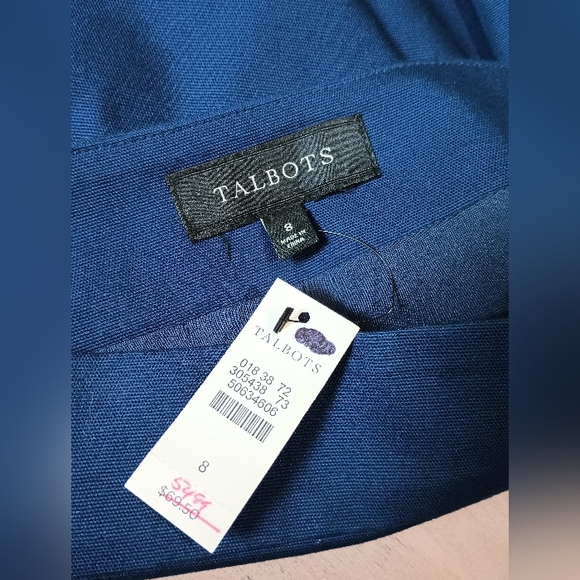 TALBOTS
8
MADE IN
CHINA
TALBOTS
018 38 72
305438 73
50634606
8
$69.50